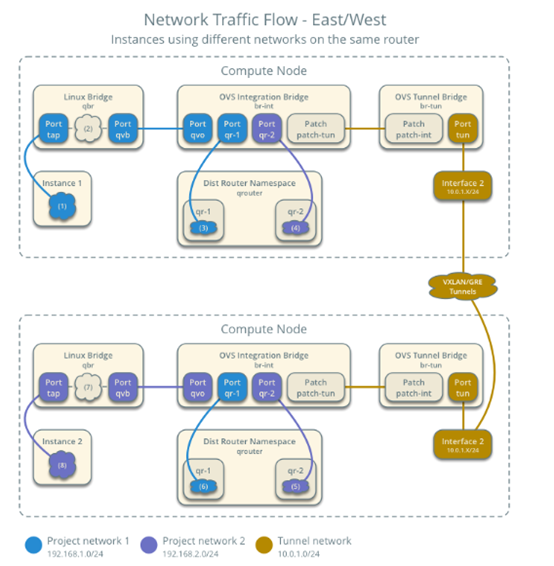 Network Traffic Flow - East/West
Instances using different networks on the same router
Compute Node
Linux Bridge
qbr
OVS Integration Bridge
br-int
OVS Tunnel Bridge
br-tun
Port
tap
(2)
Port
qvb
Port
qvo
Port
qr-1
Port
qr-2
Patch
patch-tun
Patch
patch-int
Port
tun
Instance 1
(1)
Dist Router Namespace
qrouter
qr-1
(3)
qr-2
(4)
Interface 2
10.0.1.x/24
VXLAN/GRE
Tunnels
Compute Node
Linux Bridge
qbr
OVS Integration Bridge
br-int
OVS Tunnel Bridge
br-tun
Port
tap
(7)
Port
qvb
Port
qvo
Port
qr-1
Port
qr-2
Patch
patch-tun
Patch
patch-int
Port
tun
Instance 2
(8)
Dist Router Namespace
qrouter
qr-1
(6)
qr-2
(5)
Interface 2
10.0.1.x/24
Project network 1
192.168.1.0/24
Project network 2
192.168.2.0/24
Tunnel network
10.0.1.0/24